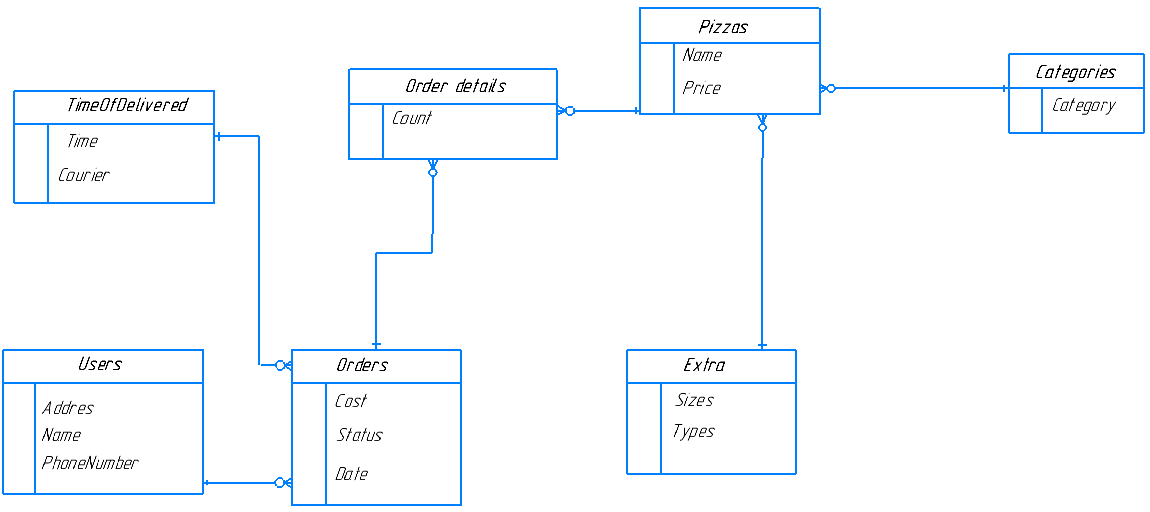 Pizzas
Name
Price
Categories
Category
Order details
Count
TimeOfDelivered
Time
Courier
Users
Addres
Name
PhoneNumber
Orders
Cost
Status
Date
Extra
Sizes
Types